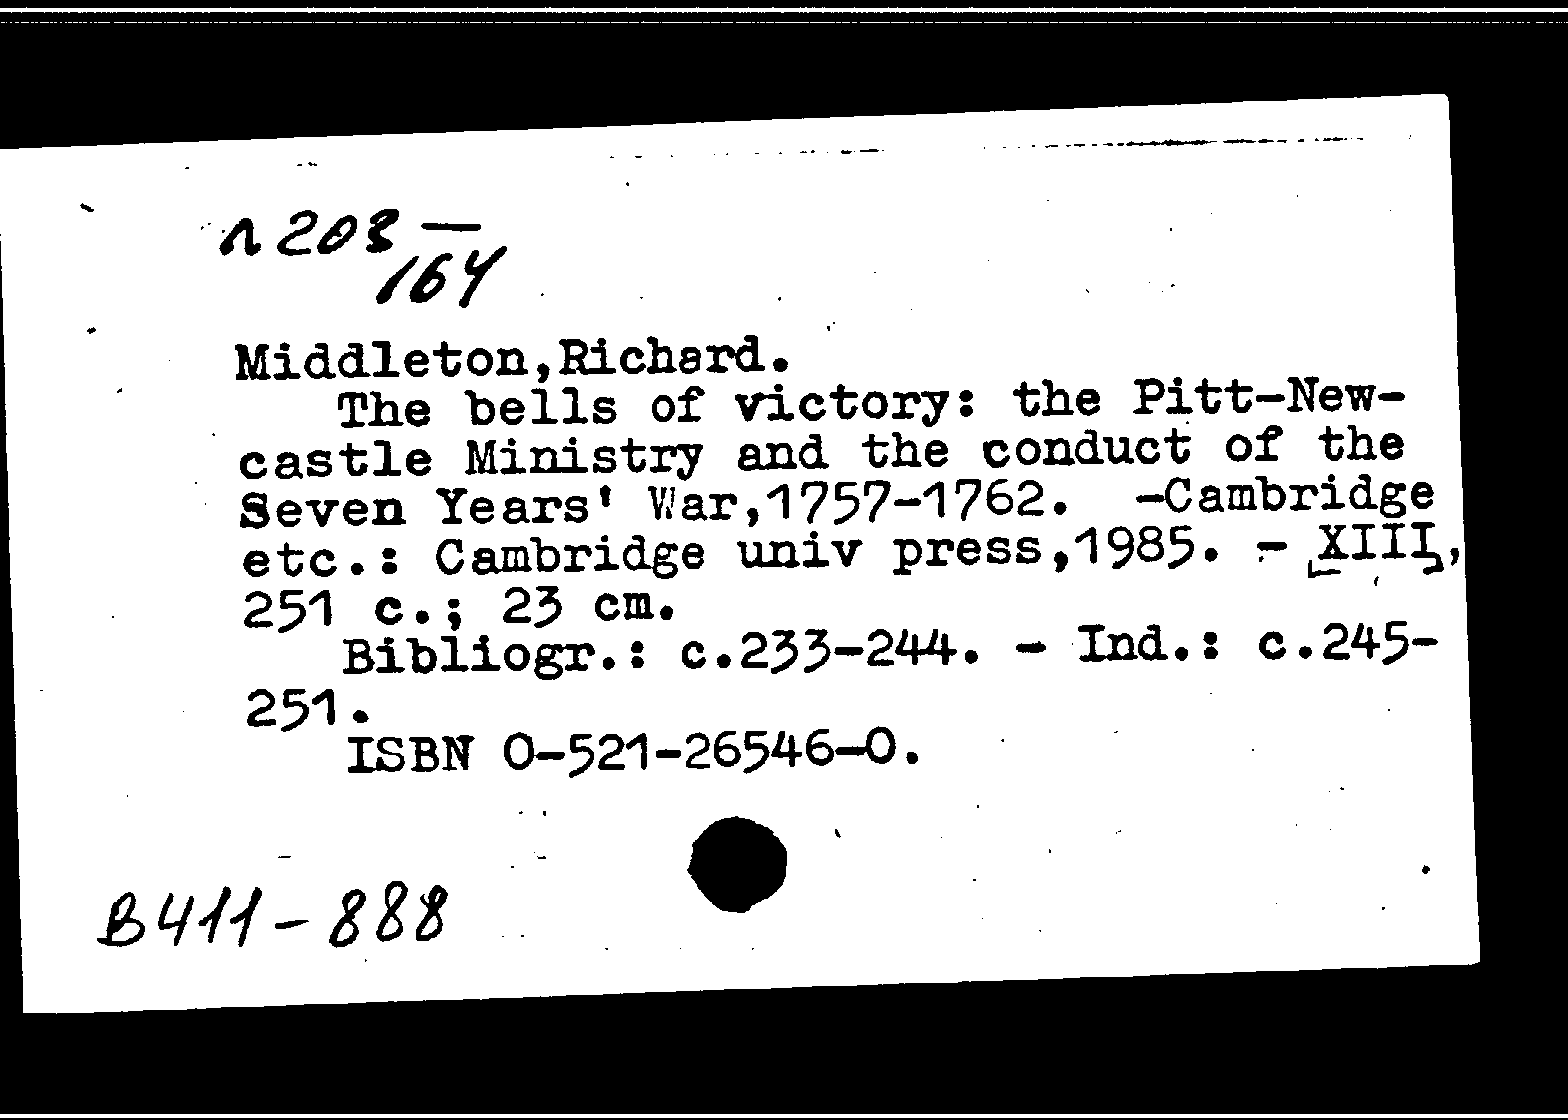 л 203 —
164
Middleton,Richard.
The bells of victory: the Pitt-New-
castle Ministry and the conduct of the
Seven Years' War,1757-1762. -Cambridge
etc.: Cambridge univ press,1985. - XIII,
251 c.; 23 cm.
Bibliogr.: c.233-244. - Ind.: c.245-
251.
ISBN 0-521-26546-0.
В411-888